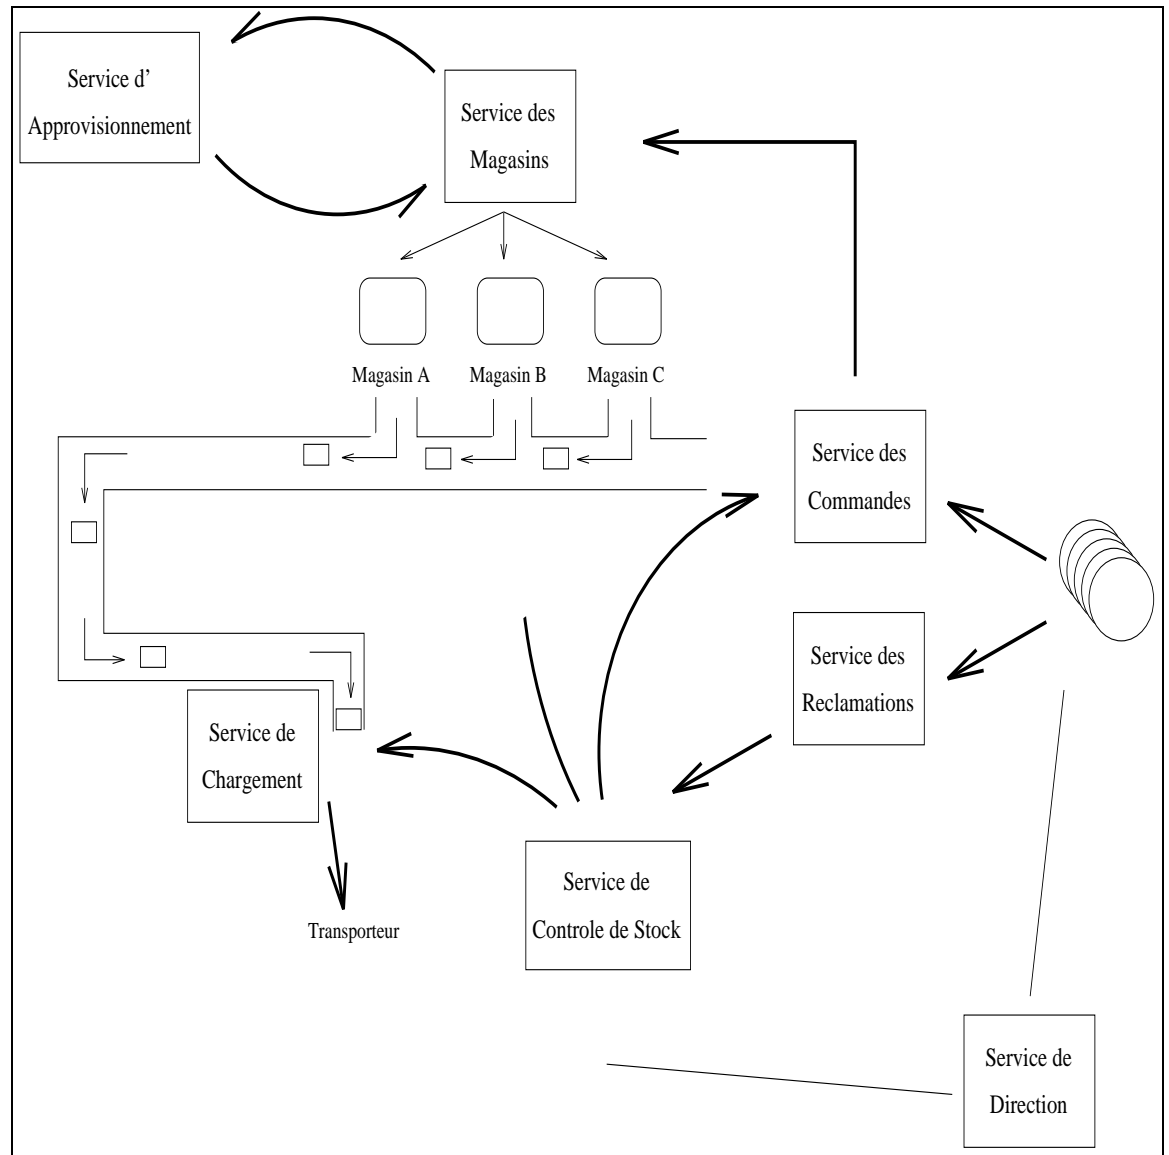 Service d'
Approvisionnement
Service des
Magasins
Magasin A
Magasin B
Magasin C
Service des
Commandes
Service des
Reclamations
Service de
Chargement
Service de
Controle de Stock
Transporteur
Service de
Direction